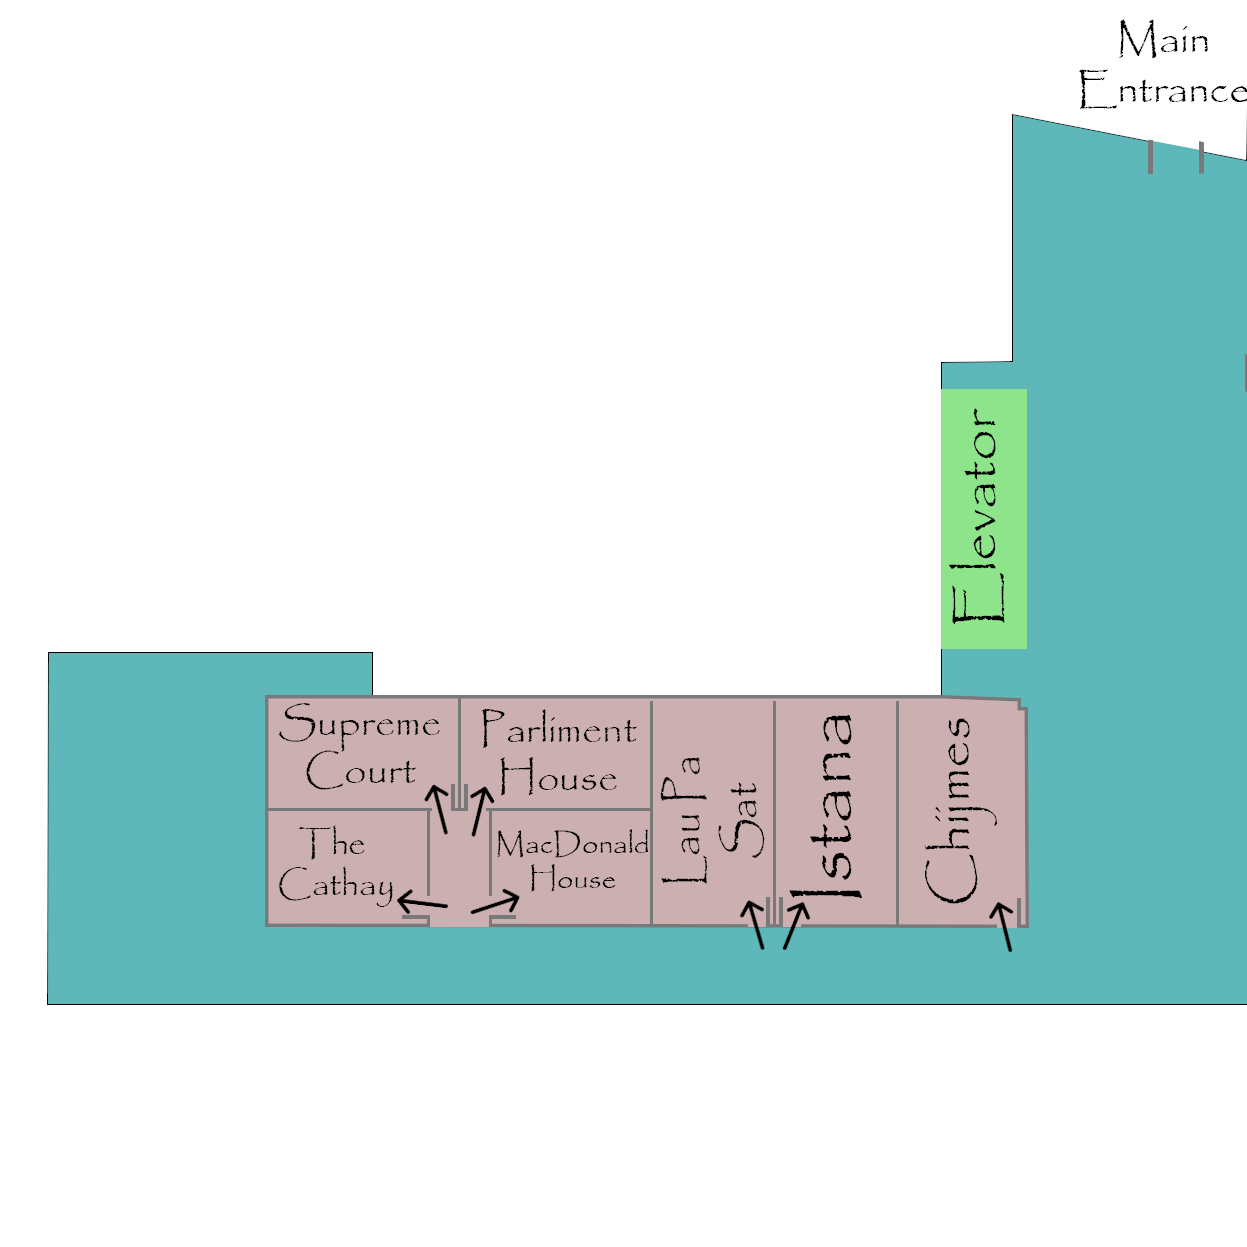 Main
Entrance
Elevator
Supreme
Court
Parliment
House
The
Cathay
MacDonald
House
Lau Pa
Sat
Istana
Chijmes